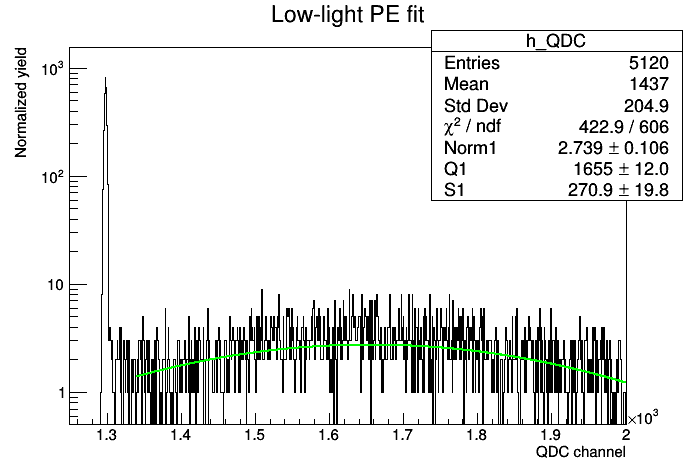 Low-light PE fit
h_QDC
Entries 5120
Mean 1437
Std Dev 204.9
χ² / ndf 422.9 / 606
Norm1 2.739 ± 0.106
Q1 1655 ± 12.0
S1 270.9 ± 19.8
Normalized yield
10³
10²
10
1
1.3 1.4 1.5 1.6 1.7 1.8 1.9 2
×10³
QDC channel